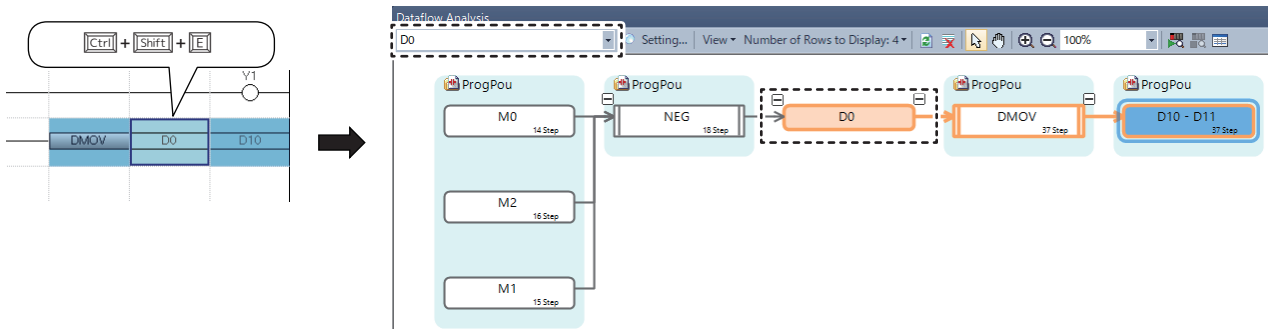 Ctrl + Shift + E
Y1
DMOV D0 D10
Dataflow Analysis
D0 Setting... View Number of Rows to Display: 4 100%
ProgPou ProgPou ProgPou ProgPou
M0 NEG D0 DMOV D10 - D11
14 Step 18 Step 37 Step 37 Step
M2
16 Step
M1
15 Step